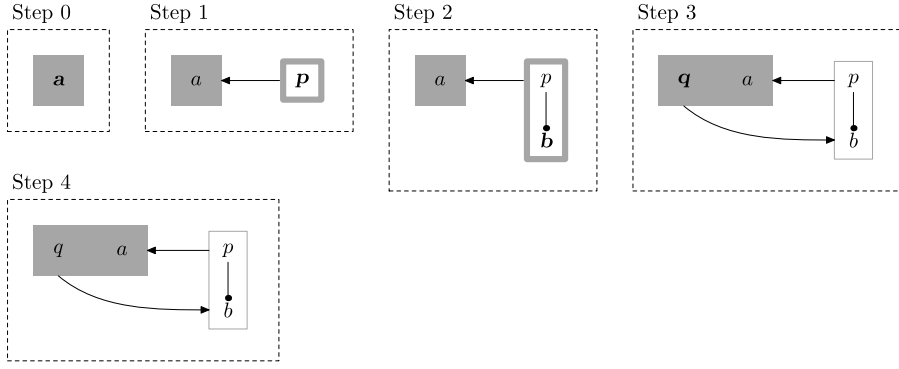 Step 0
Step 1
Step 2
Step 3
a
a p
a p
b
q a p
b
Step 4
q a p
b